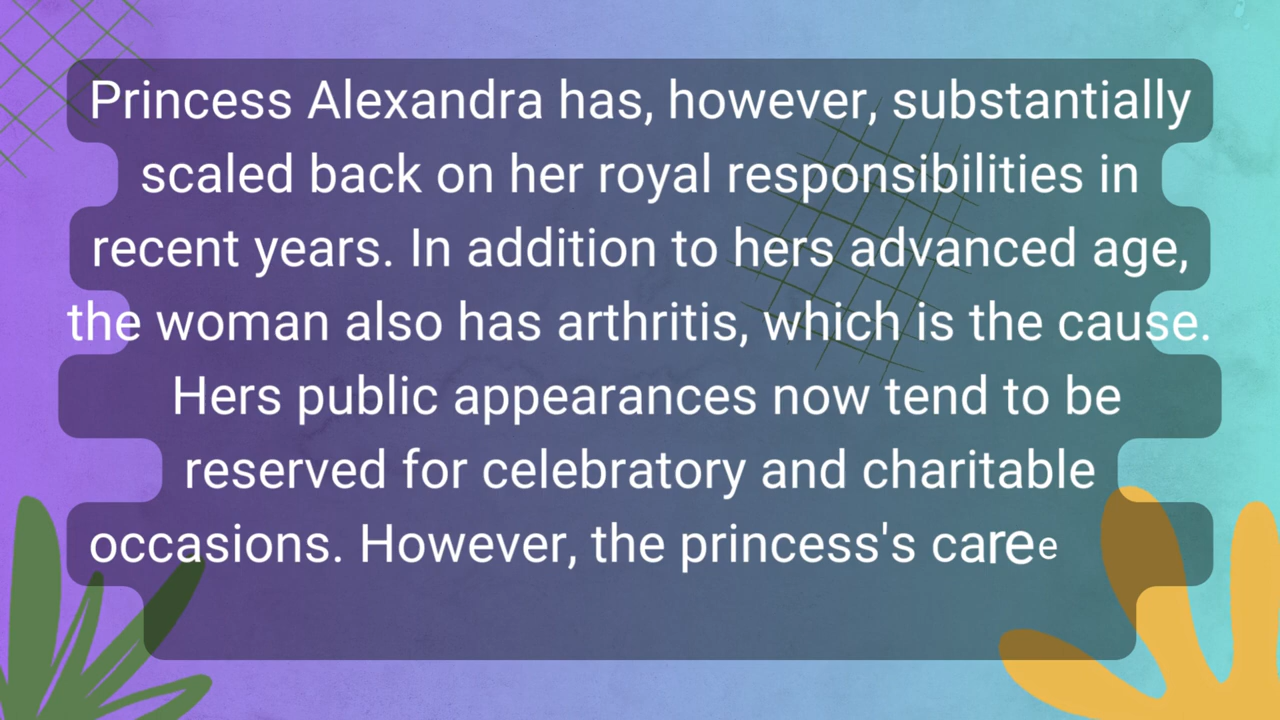 Princess Alexandra has, however, substantially
scaled back on her royal responsibilities in
recent years. In addition to hers advanced age,
the woman also has arthritis, which is the cause.
Hers public appearances now tend to be
reserved for celebratory and charitable
occasions. However, the princess's caree